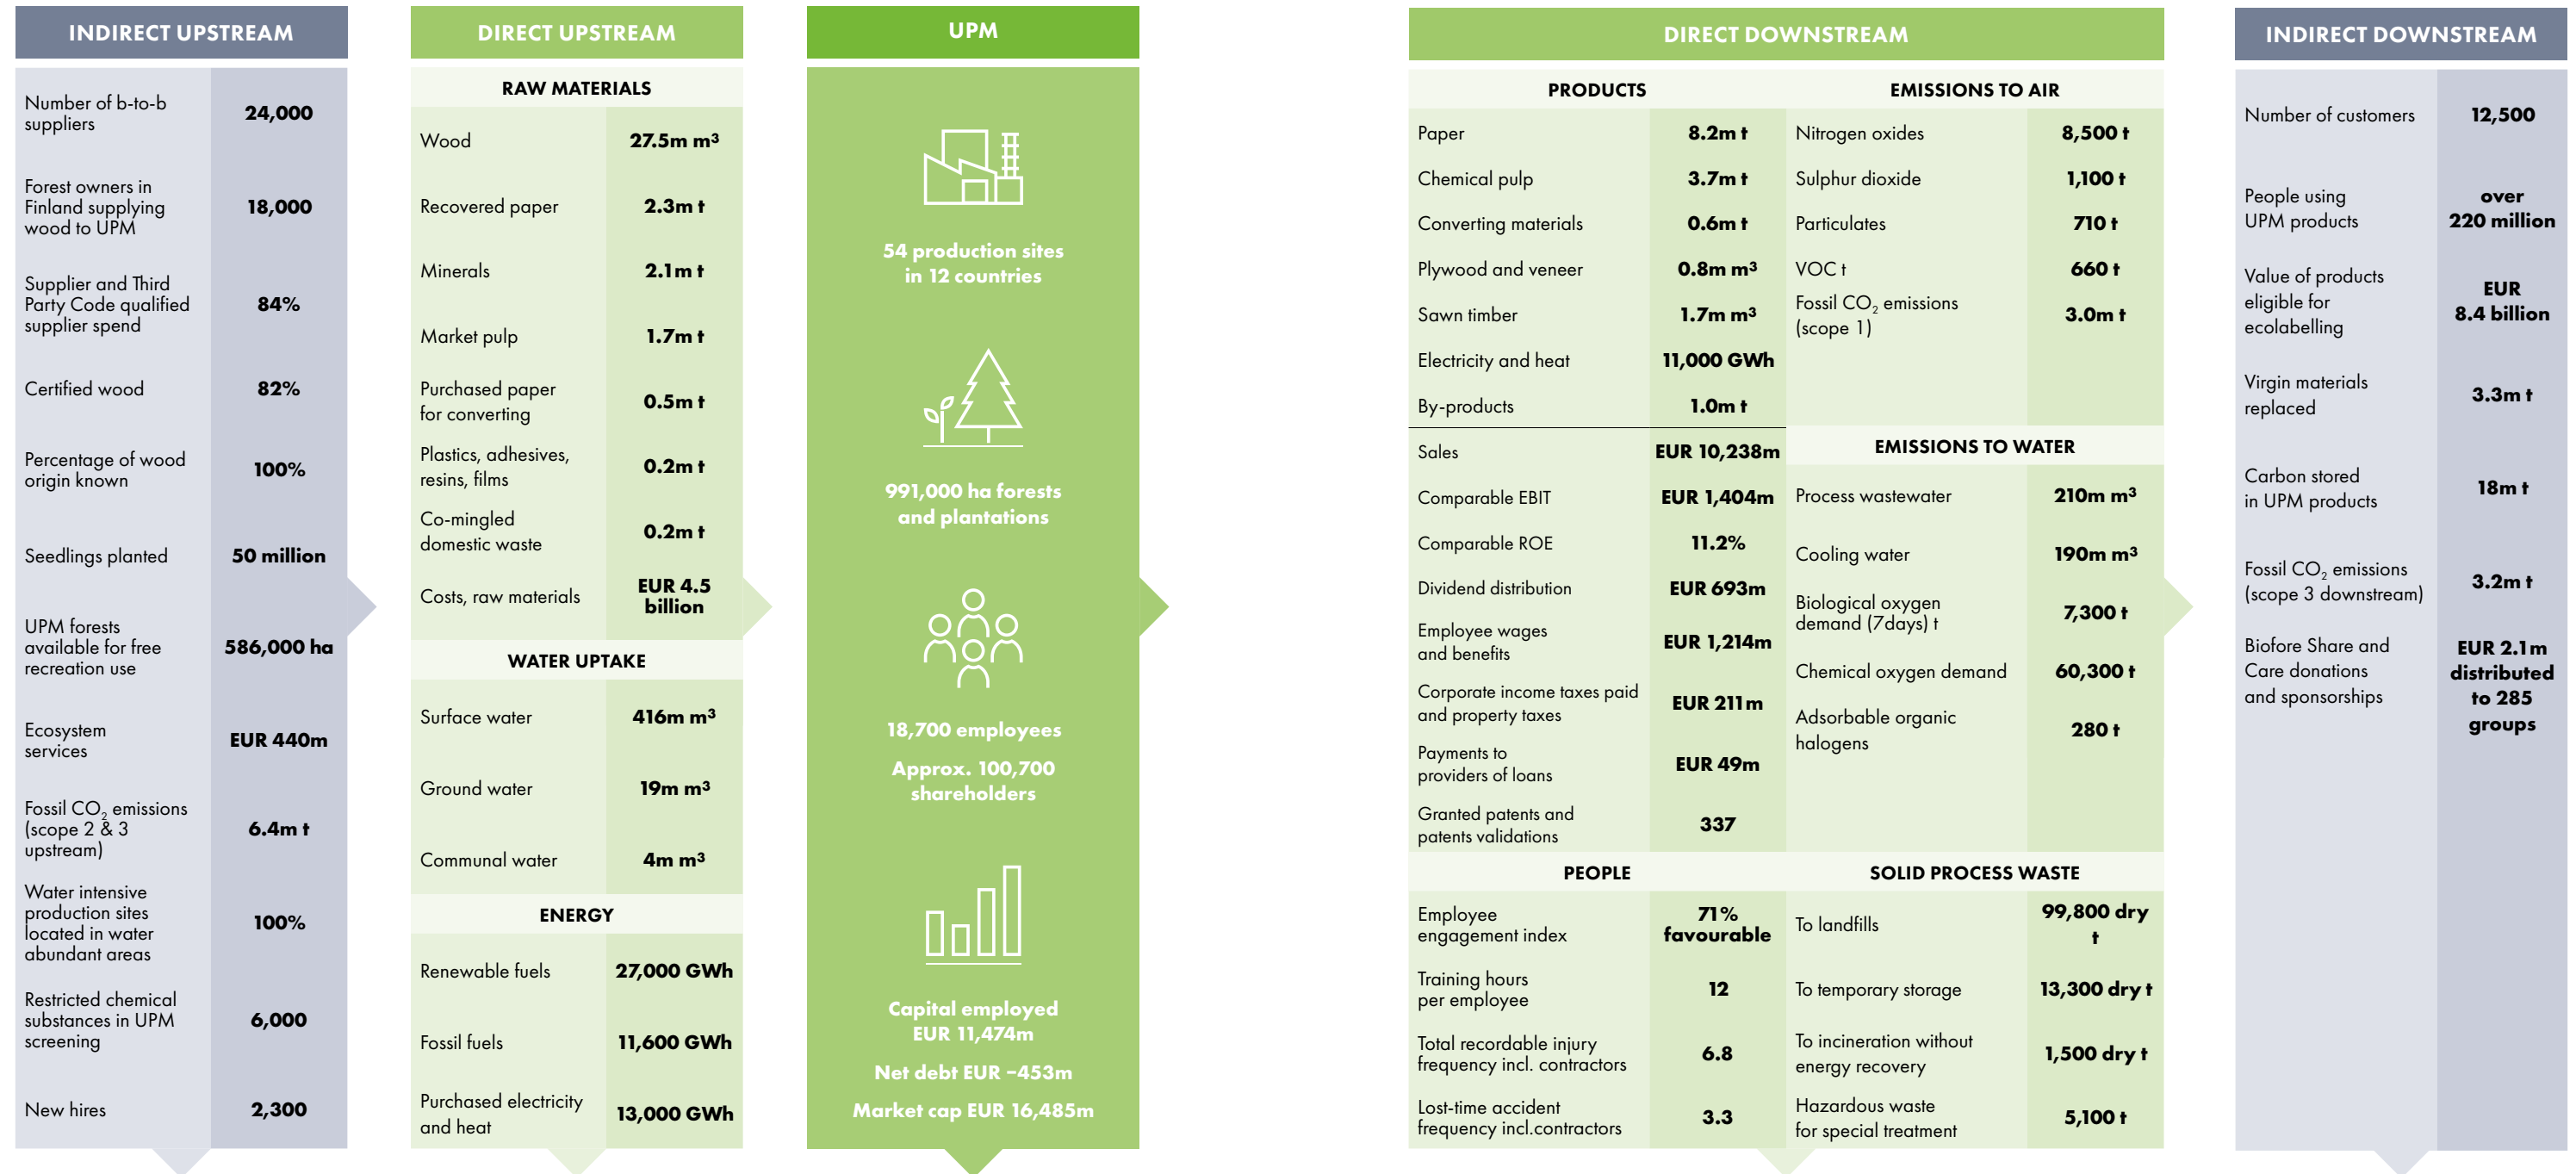 INDIRECT UPSTREAM
Number of b-to-b
suppliers
24,000
Forest owners in
Finland supplying
wood to UPM
18,000
Supplier and Third
Party Code qualified
supplier spend
84%
Certified wood
82%
Percentage of wood
origin known
100%
Seedlings planted
50 million
UPM forests
available for free
recreation use
586,000 ha
Ecosystem
services
EUR 440m
Fossil CO₂ emissions
(scope 2 & 3
upstream)
6.4m t
Water intensive
production sites
located in water
abundant areas
100%
Restricted chemical
substances in UPM
screening
6,000
New hires
2,300
DIRECT UPSTREAM
RAW MATERIALS
Wood
27.5m m³
Recovered paper
2.3m t
Minerals
2.1m t
Market pulp
1.7m t
Purchased paper
for converting
0.5m t
Plastics, adhesives,
resins, films
0.2m t
Co-mingled
domestic waste
0.2m t
Costs, raw materials
EUR 4.5
billion
WATER UPTAKE
Surface water
416m m³
Ground water
19m m³
Communal water
4m m³
ENERGY
Renewable fuels
27,000 GWh
Fossil fuels
11,600 GWh
Purchased electricity
and heat
13,000 GWh
UPM
54 production sites
in 12 countries
991,000 ha forests
and plantations
18,700 employees
Approx. 100,700
shareholders
Capital employed
EUR 11,474m
Net debt EUR –453m
Market cap EUR 16,485m
DIRECT DOWNSTREAM
PRODUCTS
Paper
8.2m t
Chemical pulp
3.7m t
Converting materials
0.6m t
Plywood and veneer
0.8m m³
Sawn timber
1.7m m³
Electricity and heat
11,000 GWh
By-products
1.0m t
Sales
EUR 10,238m
Comparable EBIT
EUR 1,404m
Comparable ROE
11.2%
Dividend distribution
EUR 693m
Employee wages
and benefits
EUR 1,214m
Corporate income taxes paid
and property taxes
EUR 211m
Payments to
providers of loans
EUR 49m
Granted patents and
patents validations
337
PEOPLE
Employee
engagement index
71%
favourable
Training hours
per employee
12
Total recordable injury
frequency incl. contractors
6.8
Lost-time accident
frequency incl.contractors
3.3
EMISSIONS TO AIR
Nitrogen oxides
8,500 t
Sulphur dioxide
1,100 t
Particulates
710 t
VOC t
660 t
Fossil CO₂ emissions
(scope 1)
3.0m t
EMISSIONS TO WATER
Process wastewater
210m m³
Cooling water
190m m³
Biological oxygen
demand (7days) t
7,300 t
Chemical oxygen demand
60,300 t
Adsorbable organic
halogens
280 t
SOLID PROCESS WASTE
To landfills
99,800 dry
t
To temporary storage
13,300 dry t
To incineration without
energy recovery
1,500 dry t
Hazardous waste
for special treatment
5,100 t
INDIRECT DOWNSTREAM
Number of customers
12,500
People using
UPM products
over
220 million
Value of products
eligible for
ecolabelling
EUR
8.4 billion
Virgin materials
replaced
3.3m t
Carbon stored
in UPM products
18m t
Fossil CO₂ emissions
(scope 3 downstream)
3.2m t
Biofore Share and
Care donations
and sponsorships
EUR 2.1m
distributed
to 285
groups